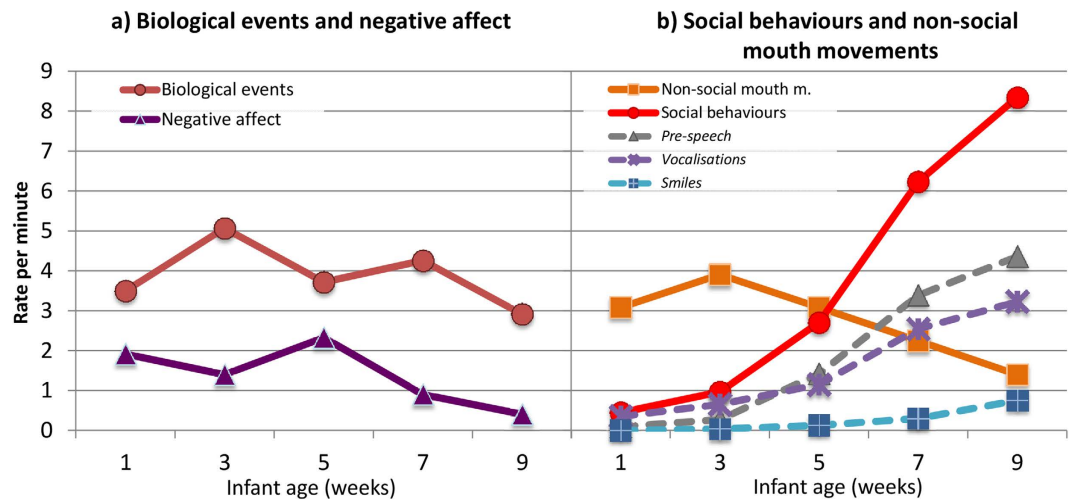 a) Biological events and negative affect
b) Social behaviours and non-social
mouth movements
Rate per minute
9
8
7
6
5
4
3
2
1
0
Biological events
Negative affect
Non-social mouth m.
Social behaviours
Pre-speech
Vocalisations
Smiles
1 3 5 7 9
Infant age (weeks)
1 3 5 7 9
Infant age (weeks)